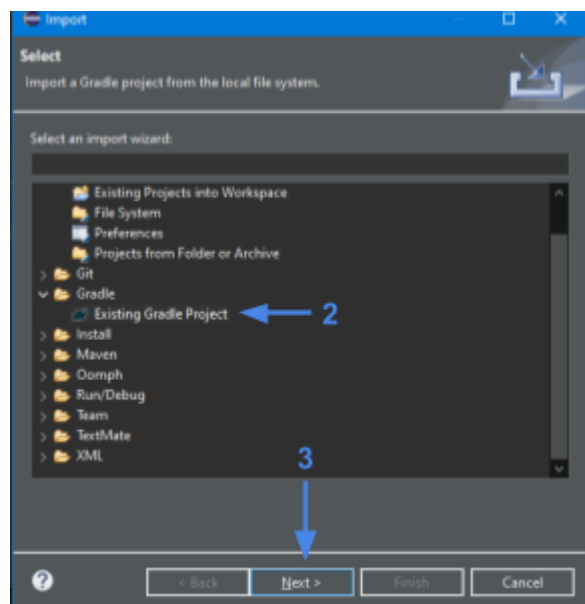 Import
Select
Import a Gradle project from the local file system.
Select an import wizard:
Existing Projects into Workspace
File System
Preferences
Projects from Folder or Archive
Git
Gradle
Existing Gradle Project 2
Install
Maven
Oomph
Run/Debug
Team
TextMate
XML
3
? < Back Next > Finish Cancel